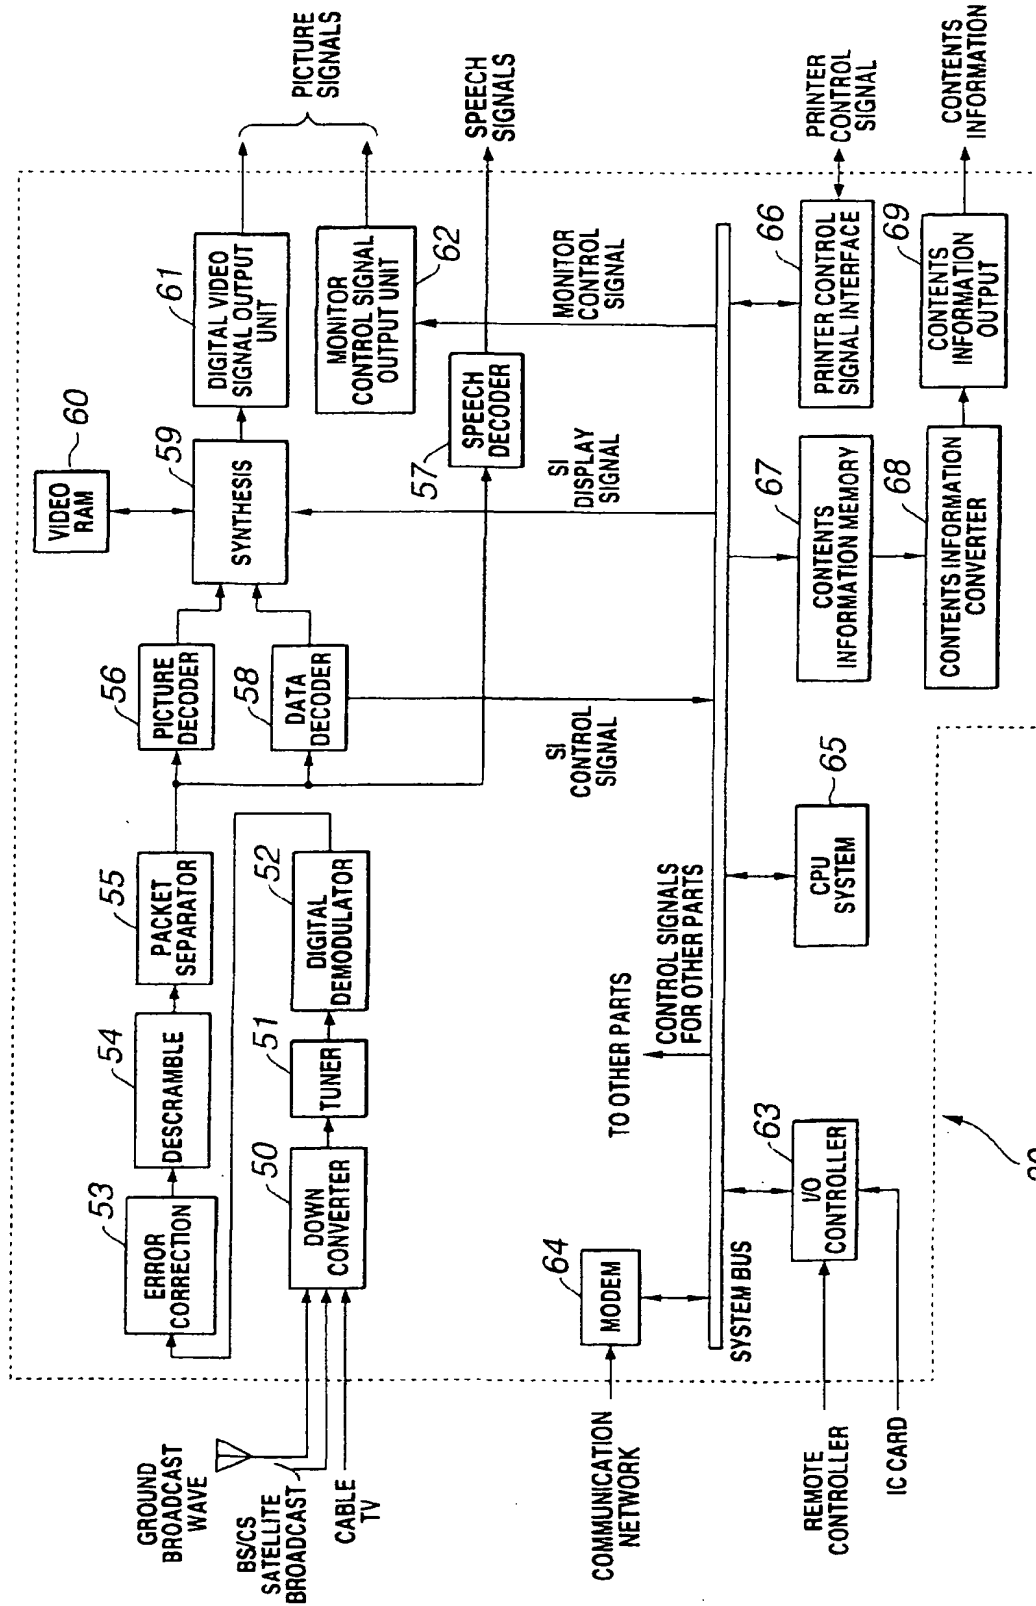 GROUND
BROADCAST
WAVE
BS/CS
SATELLITE
BROADCAST
CABLE
TV
53
ERROR
CORRECTION
54
DESCRAMBLE
55
PACKET
SEPARATOR
50
DOWN
CONVERTER
51
TUNER
52
DIGITAL
DEMODULATOR
56
PICTURE
DECODER
58
DATA
DECODER
60
VIDEO
RAM
59
SYNTHESIS
61
DIGITAL VIDEO
SIGNAL OUTPUT
UNIT
MONITOR
CONTROL SIGNAL
OUTPUT UNIT
62
PICTURE
SIGNALS
57
SPEECH
DECODER
SPEECH
SIGNALS
SI
CONTROL
SIGNAL
SI
DISPLAY
SIGNAL
MONITOR
CONTROL
SIGNAL
COMMUNICATION
NETWORK
64
MODEM
TO OTHER PARTS
CONTROL SIGNALS
FOR OTHER PARTS
SYSTEM BUS
REMOTE
CONTROLLER
IC CARD
63
I/O
CONTROLLER
65
CPU
SYSTEM
67
CONTENTS
INFORMATION MEMORY
68
CONTENTS INFORMATION
CONVERTER
66
PRINTER CONTROL
SIGNAL INTERFACE
69
CONTENTS
INFORMATION
OUTPUT
PRINTER
CONTROL
SIGNAL
CONTENTS
INFORMATION